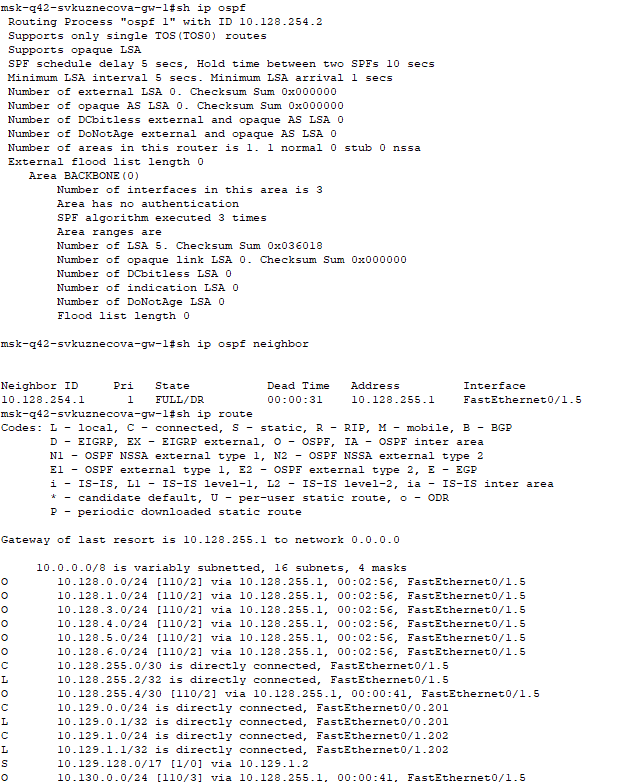 msk-q42-svkuznecova-gw-1#sh ip ospf
 Routing Process "ospf 1" with ID 10.128.254.2
 Supports only single TOS(TOS0) routes
 Supports opaque LSA
 SPF schedule delay 5 secs, Hold time between two SPFs 10 secs
 Minimum LSA interval 5 secs. Minimum LSA arrival 1 secs
 Number of external LSA 0. Checksum Sum 0x000000
 Number of opaque AS LSA 0. Checksum Sum 0x000000
 Number of DCbitless external and opaque AS LSA 0
 Number of DoNotAge external and opaque AS LSA 0
 Number of areas in this router is 1. 1 normal 0 stub 0 nssa
 External flood list length 0
    Area BACKBONE(0)
        Number of interfaces in this area is 3
        Area has no authentication
        SPF algorithm executed 3 times
        Area ranges are
        Number of LSA 5. Checksum Sum 0x036018
        Number of opaque link LSA 0. Checksum Sum 0x000000
        Number of DCbitless LSA 0
        Number of indication LSA 0
        Number of DoNotAge LSA 0
        Flood list length 0

msk-q42-svkuznecova-gw-1#sh ip ospf neighbor


Neighbor ID     Pri   State           Dead Time   Address         Interface
10.128.254.1      1   FULL/DR         00:00:31    10.128.255.1    FastEthernet0/1.5
msk-q42-svkuznecova-gw-1#sh ip route
Codes: L - local, C - connected, S - static, R - RIP, M - mobile, B - BGP
       D - EIGRP, EX - EIGRP external, O - OSPF, IA - OSPF inter area
       N1 - OSPF NSSA external type 1, N2 - OSPF NSSA external type 2
       E1 - OSPF external type 1, E2 - OSPF external type 2, E - EGP
       i - IS-IS, L1 - IS-IS level-1, L2 - IS-IS level-2, ia - IS-IS inter area
       * - candidate default, U - per-user static route, o - ODR
       P - periodic downloaded static route

Gateway of last resort is 10.128.255.1 to network 0.0.0.0

     10.0.0.0/8 is variably subnetted, 16 subnets, 4 masks
O       10.128.0.0/24 [110/2] via 10.128.255.1, 00:02:56, FastEthernet0/1.5
O       10.128.1.0/24 [110/2] via 10.128.255.1, 00:02:56, FastEthernet0/1.5
O       10.128.3.0/24 [110/2] via 10.128.255.1, 00:02:56, FastEthernet0/1.5
O       10.128.4.0/24 [110/2] via 10.128.255.1, 00:02:56, FastEthernet0/1.5
O       10.128.5.0/24 [110/2] via 10.128.255.1, 00:02:56, FastEthernet0/1.5
O       10.128.6.0/24 [110/2] via 10.128.255.1, 00:02:56, FastEthernet0/1.5
C       10.128.255.0/30 is directly connected, FastEthernet0/1.5
L       10.128.255.2/32 is directly connected, FastEthernet0/1.5
O       10.128.255.4/30 [110/2] via 10.128.255.1, 00:00:41, FastEthernet0/1.5
C       10.129.0.0/24 is directly connected, FastEthernet0/0.201
L       10.129.0.1/32 is directly connected, FastEthernet0/0.201
C       10.129.1.0/24 is directly connected, FastEthernet0/1.202
L       10.129.1.1/32 is directly connected, FastEthernet0/1.202
S       10.129.128.0/17 [1/0] via 10.129.1.2
O       10.130.0.0/24 [110/3] via 10.128.255.1, 00:00:41, FastEthernet0/1.5